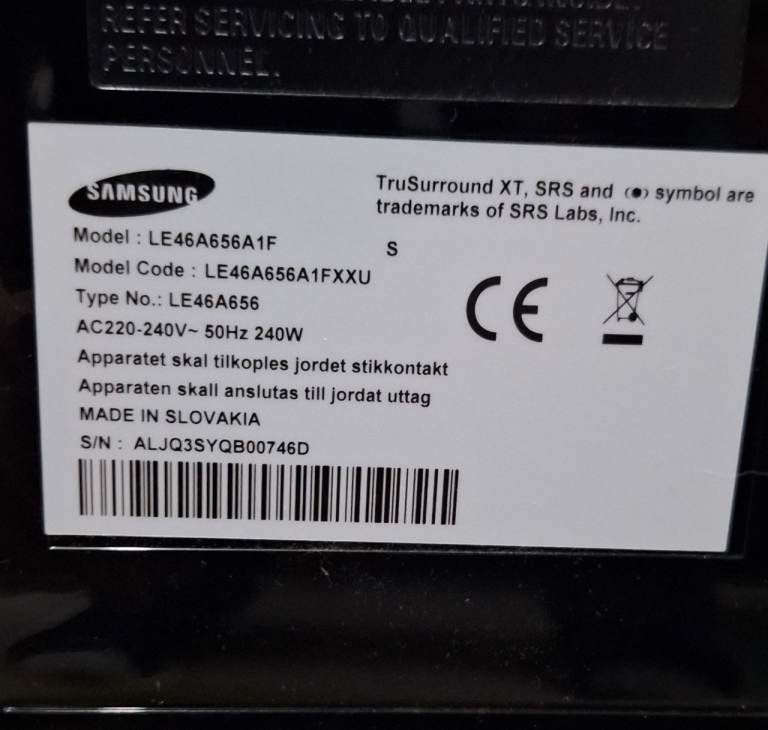 REFER SERVICING TO QUALIFIED SERVICE
PERSONNEL.
SAMSUNG
TruSurround XT, SRS and (●) symbol are
trademarks of SRS Labs, Inc.
Model : LE46A656A1F
S
Model Code : LE46A656A1FXXU
Type No.: LE46A656
AC220-240V~ 50Hz 240W
Apparatet skal tilkoples jordet stikkontakt
Apparaten skall anslutas till jordat uttag
MADE IN SLOVAKIA
S/N : ALJQ3SYQB00746D
CE